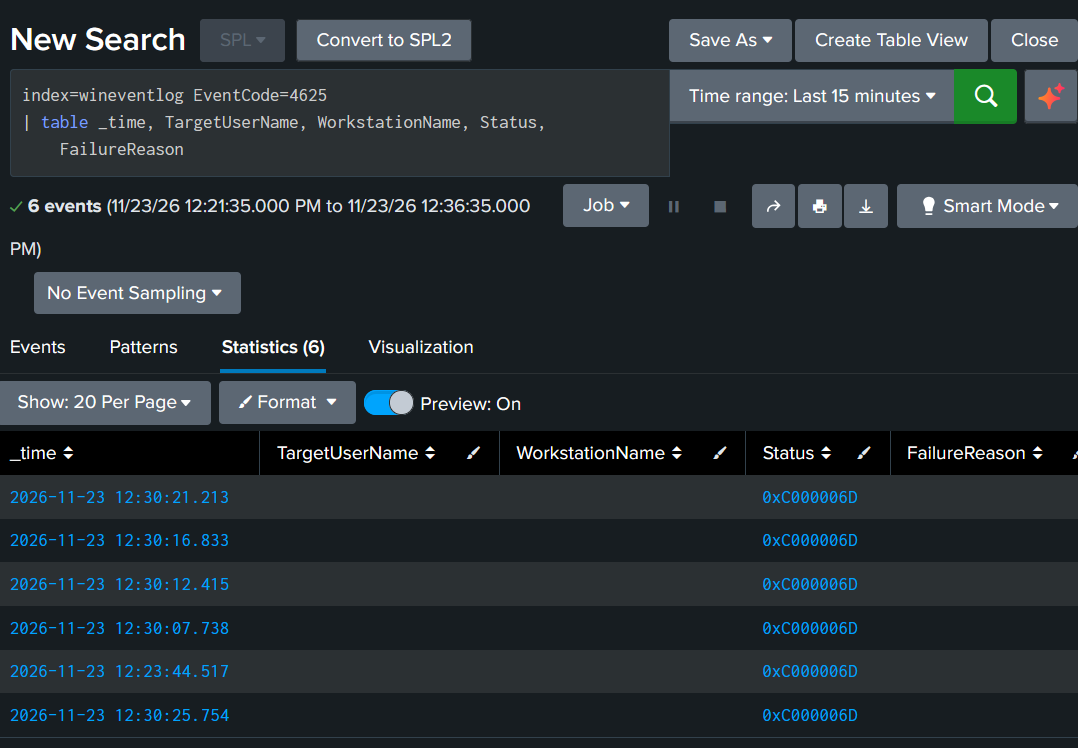 New Search SPL Convert to SPL2 Save As Create Table View Close
index=wineventlog EventCode=4625
| table _time, TargetUserName, WorkstationName, Status,
FailureReason
Time range: Last 15 minutes
6 events (11/23/26 12:21:35.000 PM to 11/23/26 12:36:35.000
PM)
Job Smart Mode
No Event Sampling
Events Patterns Statistics (6) Visualization
Show: 20 Per Page Format Preview: On
_time TargetUserName WorkstationName Status FailureReason
2026-11-23 12:30:21.213 0xC000006D
2026-11-23 12:30:16.833 0xC000006D
2026-11-23 12:30:12.415 0xC000006D
2026-11-23 12:30:07.738 0xC000006D
2026-11-23 12:23:44.517 0xC000006D
2026-11-23 12:30:25.754 0xC000006D